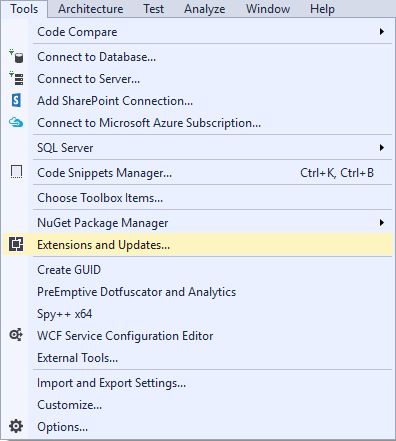 Tools Architecture Test Analyze Window Help
Code Compare
Connect to Database...
Connect to Server...
Add SharePoint Connection...
Connect to Microsoft Azure Subscription...
SQL Server
Code Snippets Manager... Ctrl+K, Ctrl+B
Choose Toolbox Items...
NuGet Package Manager
Extensions and Updates...
Create GUID
PreEmptive Dotfuscator and Analytics
Spy++ x64
WCF Service Configuration Editor
External Tools...
Import and Export Settings...
Customize...
Options...